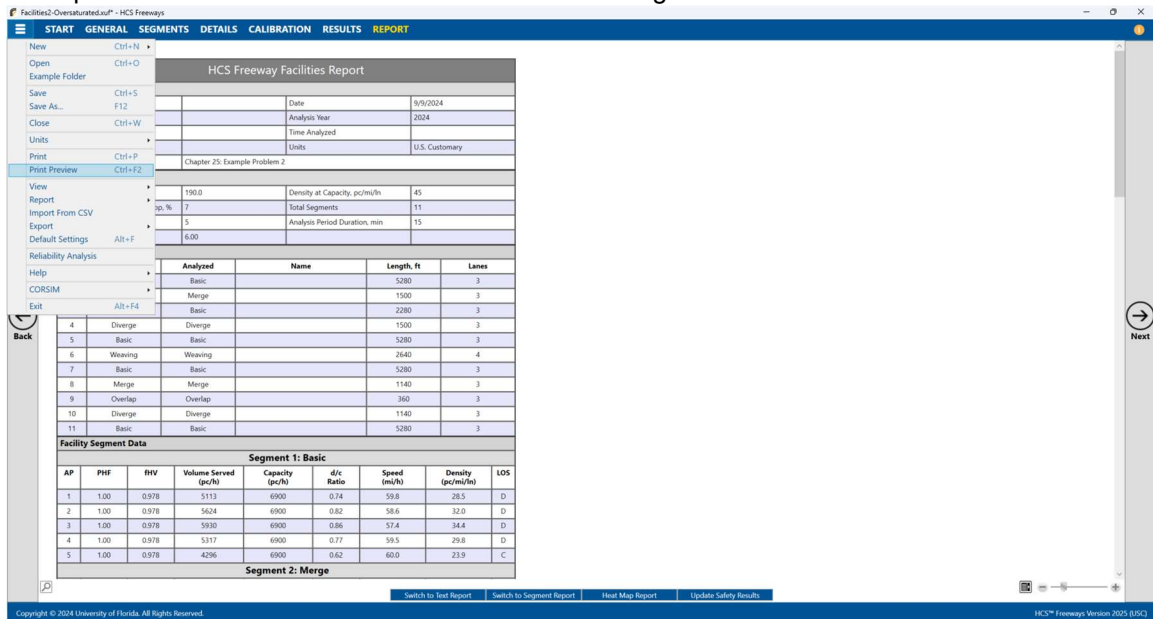 Facilities2-Oversaturated.xuf* - HCS Freeways
START GENERAL SEGMENTS DETAILS CALIBRATION RESULTS REPORT
New Ctrl+N
Open Ctrl+O
Example Folder
Save Ctrl+S
Save As... F12
Close Ctrl+W
Units
Print Ctrl+P
Print Preview Ctrl+F2
View
Report
Import From CSV
Export
Default Settings Alt+F
Reliability Analysis
Help
CORSIM
Exit Alt+F4
Back
Next
HCS Freeway Facilities Report
Date 9/9/2024
Analysis Year 2024
Time Analyzed
Units U.S. Customary
Chapter 25: Example Problem 2
190.0 Density at Capacity, pc/mi/ln 45
op, % 7 Total Segments 11
5 Analysis Period Duration, min 15
6.00
Analyzed Name Length, ft Lanes
Basic 5280 3
Merge 1500 3
Basic 2280 3
4 Diverge Diverge 1500 3
5 Basic Basic 5280 3
6 Weaving Weaving 2640 4
7 Basic Basic 5280 3
8 Merge Merge 1140 3
9 Overlap Overlap 360 3
10 Diverge Diverge 1140 3
11 Basic Basic 5280 3
Facility Segment Data
Segment 1: Basic
AP PHF fHV Volume Served (pc/h) Capacity (pc/h) d/c Ratio Speed (mi/h) Density (pc/mi/ln) LOS
1 1.00 0.978 5113 6900 0.74 59.8 28.5 D
2 1.00 0.978 5624 6900 0.82 58.6 32.0 D
3 1.00 0.978 5930 6900 0.86 57.4 34.4 D
4 1.00 0.978 5317 6900 0.77 59.5 29.8 D
5 1.00 0.978 4296 6900 0.62 60.0 23.9 C
Segment 2: Merge
Switch to Text Report Switch to Segment Report Heat Map Report Update Safety Results
Copyright © 2024 University of Florida. All Rights Reserved. HCS™ Freeways Version 2025 (USC)